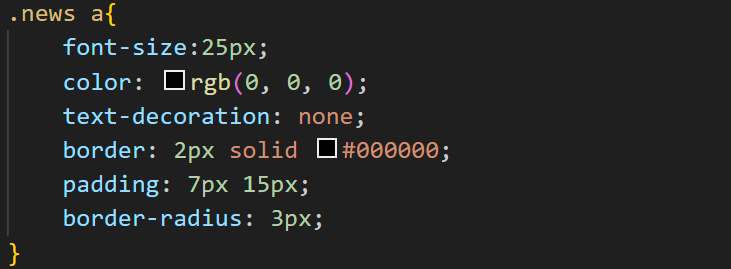 .news a{
    font-size:25px;
    color: rgb(0, 0, 0);
    text-decoration: none;
    border: 2px solid #000000;
    padding: 7px 15px;
    border-radius: 3px;
}